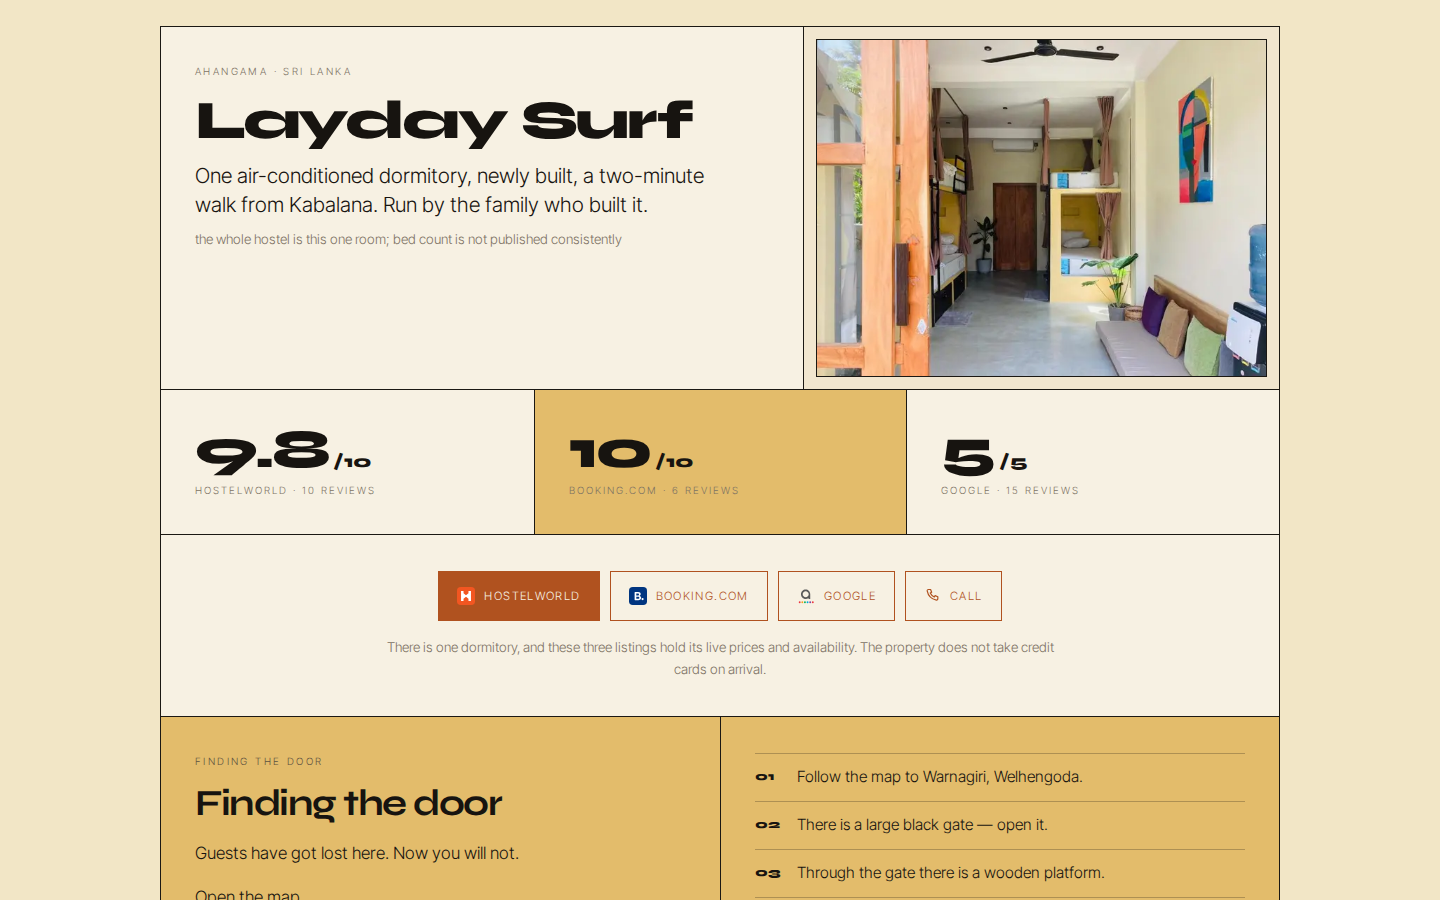 AHANGAMA · SRI LANKA
Layday Surf
One air-conditioned dormitory, newly built, a two-minute
walk from Kabalana. Run by the family who built it.
the whole hostel is this one room; bed count is not published consistently
9.8/10
HOSTELWORLD · 10 REVIEWS
10/10
BOOKING.COM · 6 REVIEWS
5/5
GOOGLE · 15 REVIEWS
H HOSTELWORLD
B. BOOKING.COM
GOOGLE
CALL
There is one dormitory, and these three listings hold its live prices and availability. The property does not take credit
cards on arrival.
FINDING THE DOOR
Finding the door
Guests have got lost here. Now you will not.
Open the map
01 Follow the map to Warnagiri, Welhengoda.
02 There is a large black gate — open it.
03 Through the gate there is a wooden platform.